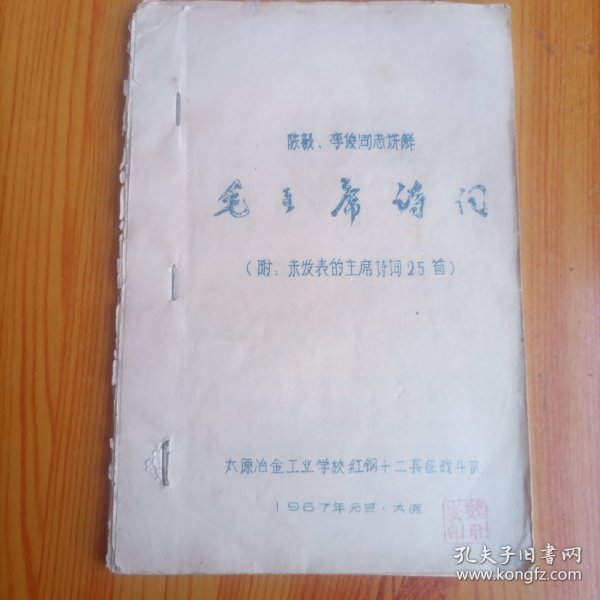 陈毅、李俊同志讲解
毛主席诗词
(附：未发表的主席诗词25首)
太原冶金工业学校红钢十二長征战斗队
1967年元旦·太原
孔夫子旧书网
www.kongfz.com